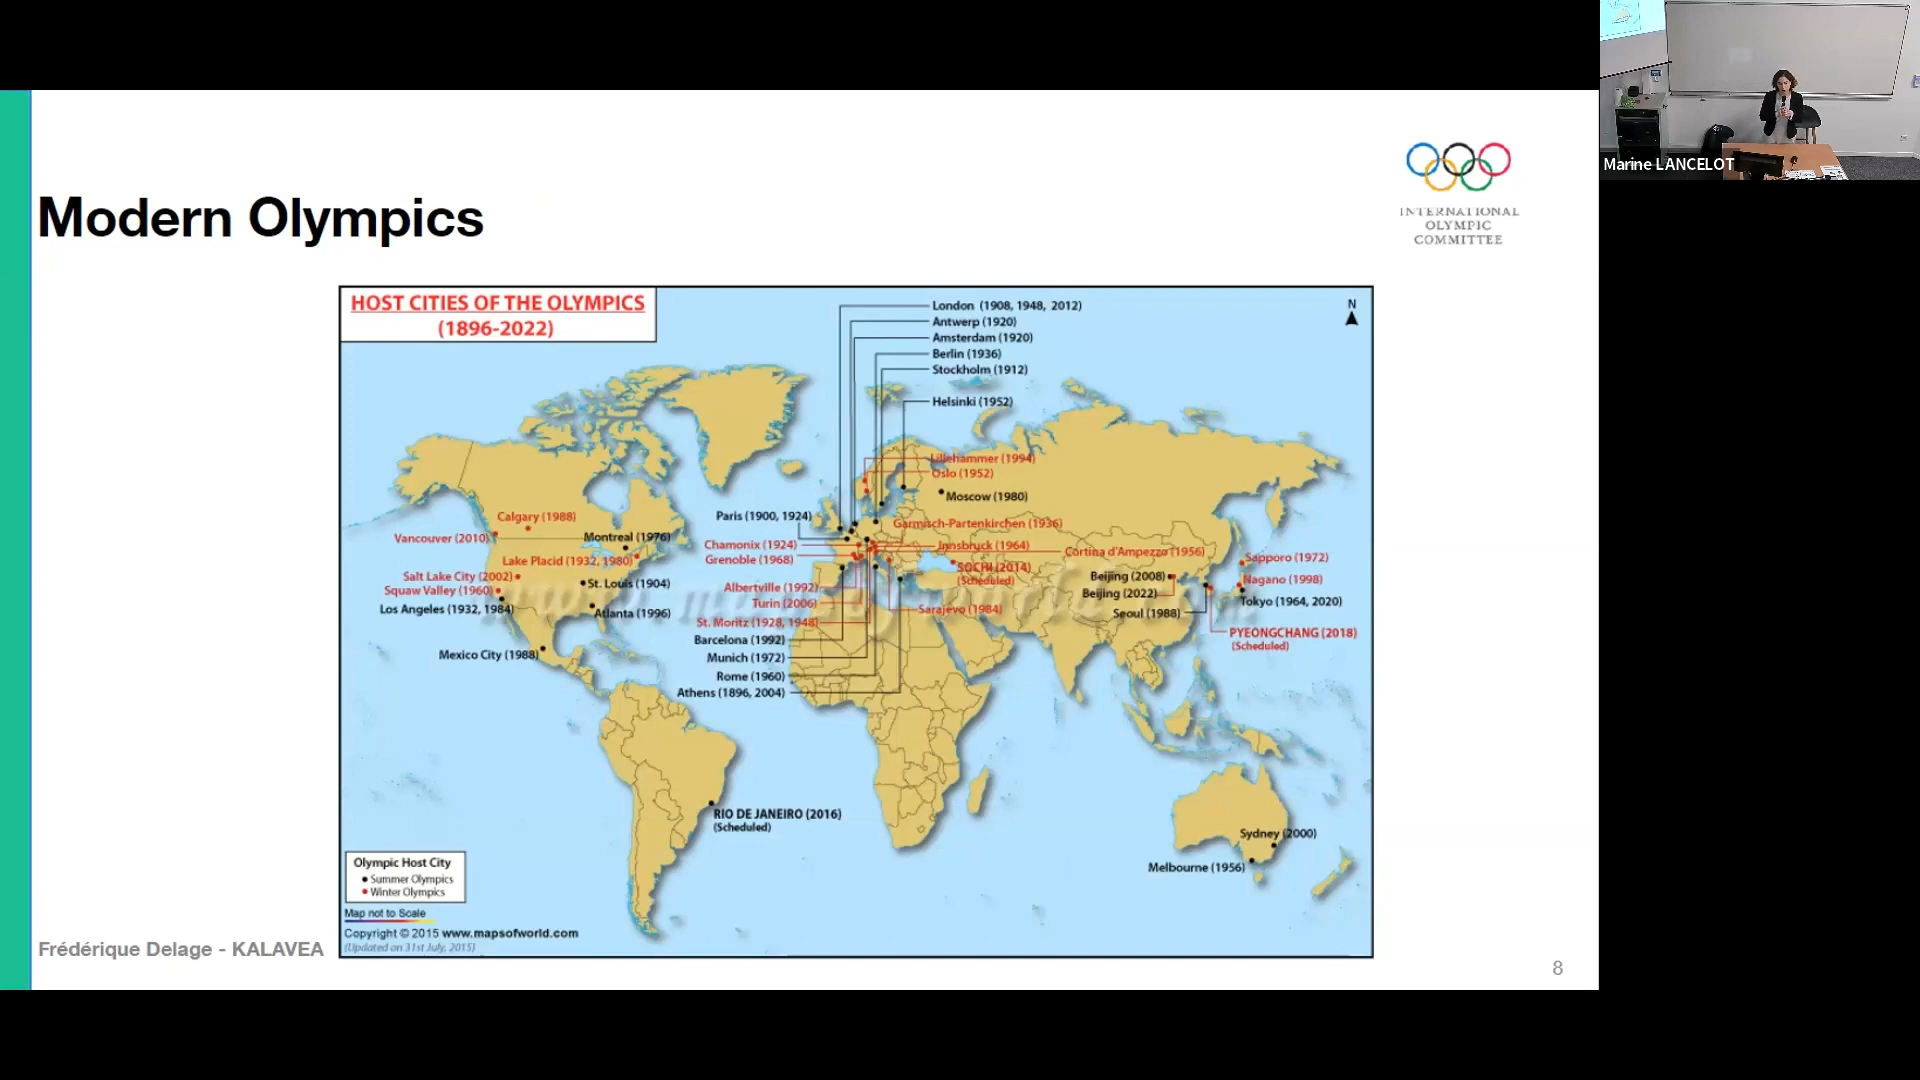 Marine LANCELOT
Modern Olympics
INTERNATIONAL
OLYMPIC
COMMITTEE
HOST CITIES OF THE OLYMPICS
(1896-2022)
N
London (1908, 1948, 2012)
Antwerp (1920)
Amsterdam (1920)
Berlin (1936)
Stockholm (1912)
Helsinki (1952)
Lillehammer (1994)
Oslo (1952)
Moscow (1980)
Paris (1900, 1924)
Garmisch-Partenkirchen (1936)
Calgary (1988)
Vancouver (2010)
Montreal (1976)
Chamonix (1924)
Innsbruck (1964)
Cortina d'Ampezzo (1956)
Grenoble (1968)
Lake Placid (1932, 1980)
SOCHI (2014)
(Scheduled)
Sapporo (1972)
Salt Lake City (2002)
St. Louis (1904)
Albertville (1992)
Beijing (2008)
Nagano (1998)
Squaw Valley (1960)
Beijing (2022)
Tokyo (1964, 2020)
Los Angeles (1932, 1984)
Atlanta (1996)
Turin (2006)
Sarajevo (1984)
Seoul (1988)
St. Moritz (1928, 1948)
PYEONGCHANG (2018)
(Scheduled)
Barcelona (1992)
Mexico City (1988)
Munich (1972)
Rome (1960)
Athens (1896, 2004)
RIO DE JANEIRO (2016)
(Scheduled)
Sydney (2000)
Melbourne (1956)
Olympic Host City
Summer Olympics
Winter Olympics
Map not to Scale
Copyright © 2015 www.mapsofworld.com
(Updated on 31st July, 2015)
Frédérique Delage - KALAVEA
8